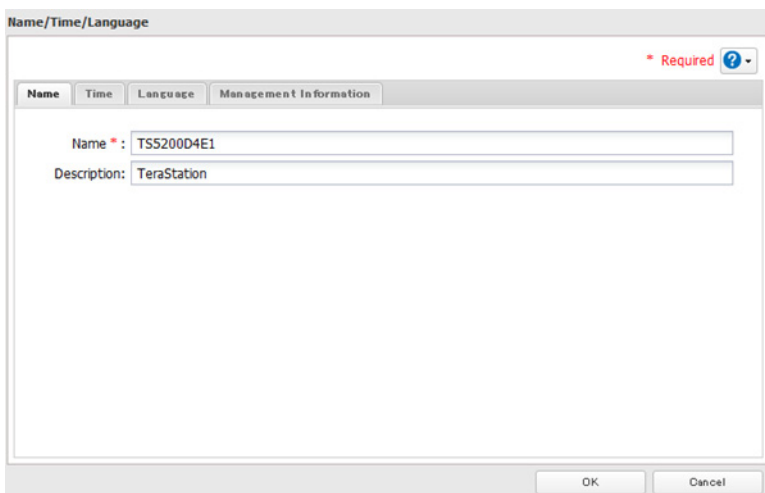 Name/Time/Language
* Required ?
Name Time Language Management Information
Name * : TS5200D4E1
Description: TeraStation
OK Cancel